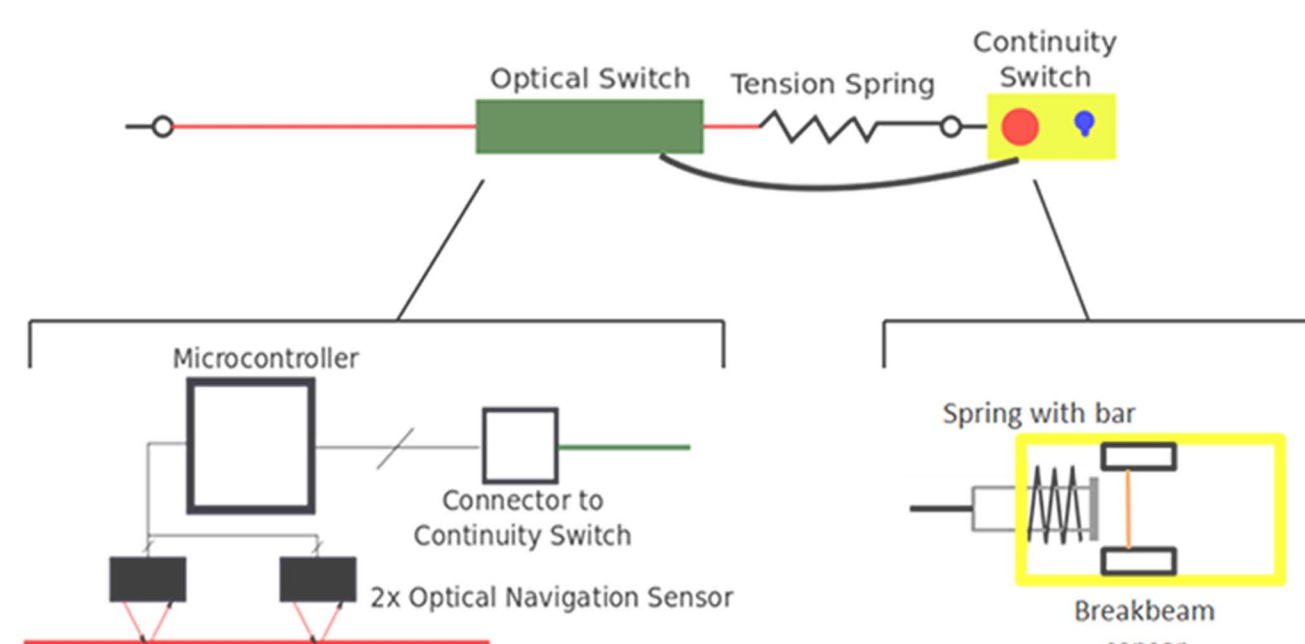 Continuity
Switch
Optical Switch
Tension Spring
Microcontroller
Spring with bar
Connector to
Continuity Switch
2x Optical Navigation Sensor
Breakbeam